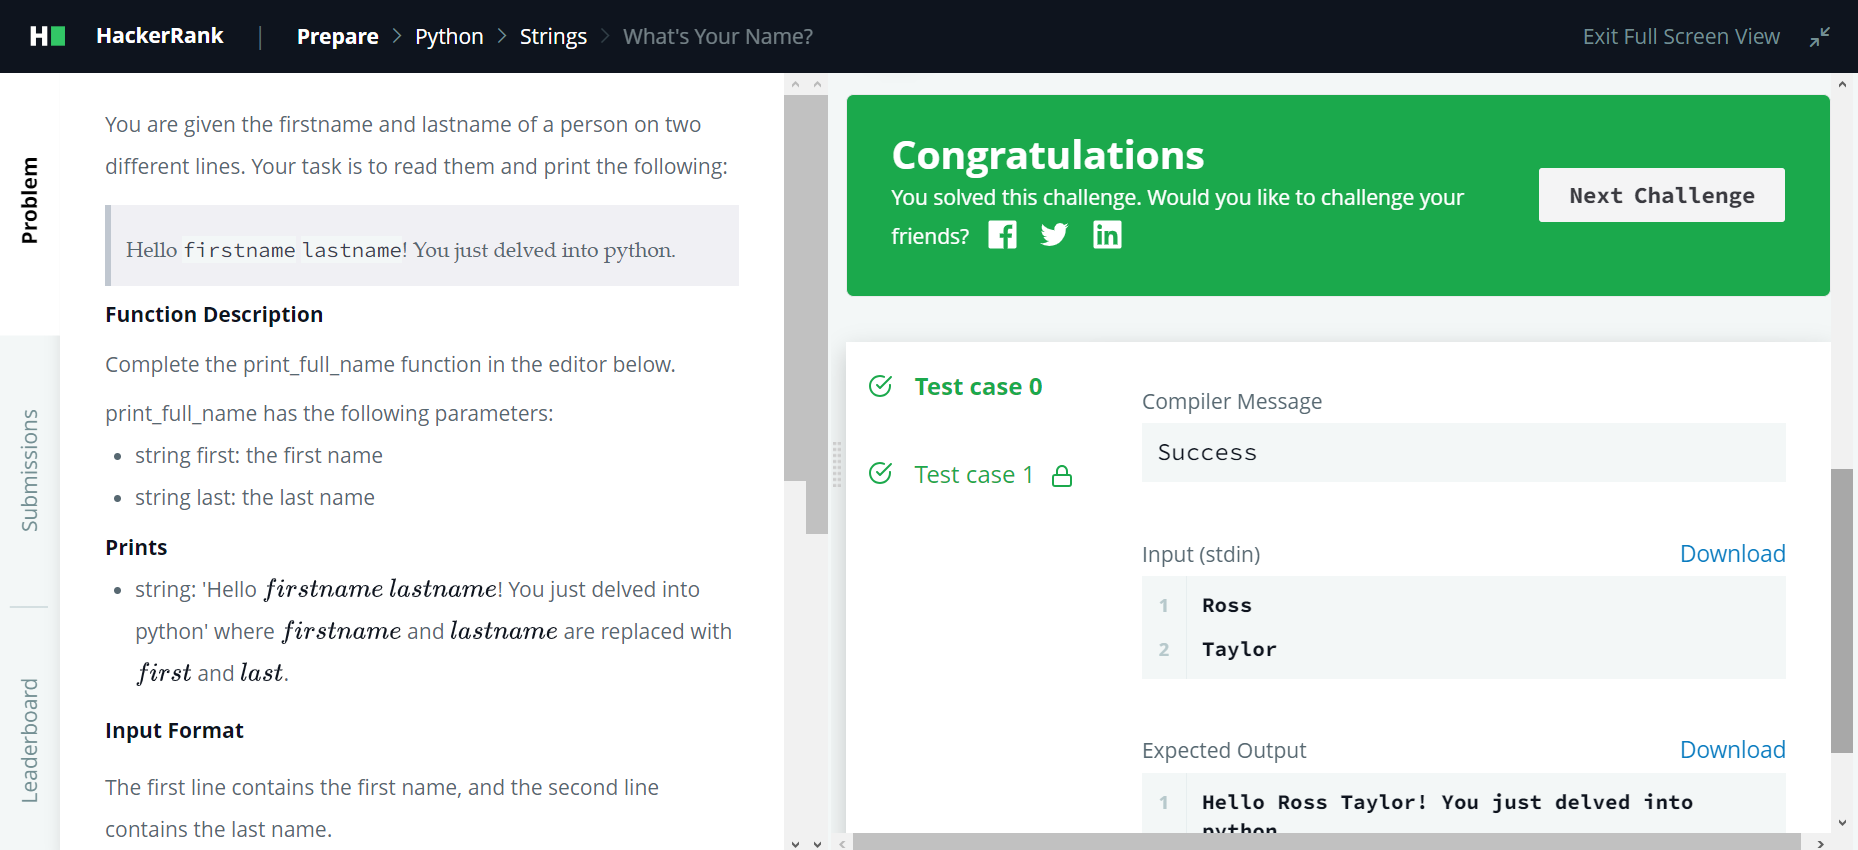 HackerRank | Prepare > Python > Strings > What's Your Name?
Exit Full Screen View
Problem
Submissions
Leaderboard
You are given the firstname and lastname of a person on two
different lines. Your task is to read them and print the following:
Hello firstname lastname! You just delved into python.
Function Description
Complete the print_full_name function in the editor below.
print_full_name has the following parameters:
• string first: the first name
• string last: the last name
Prints
• string: 'Hello firstname lastname! You just delved into
python' where firstname and lastname are replaced with
first and last.
Input Format
The first line contains the first name, and the second line
contains the last name.
Congratulations
You solved this challenge. Would you like to challenge your
friends?
Next Challenge
Test case 0
Test case 1
Compiler Message
Success
Input (stdin)
Download
1 Ross
2 Taylor
Expected Output
Download
1 Hello Ross Taylor! You just delved into
python